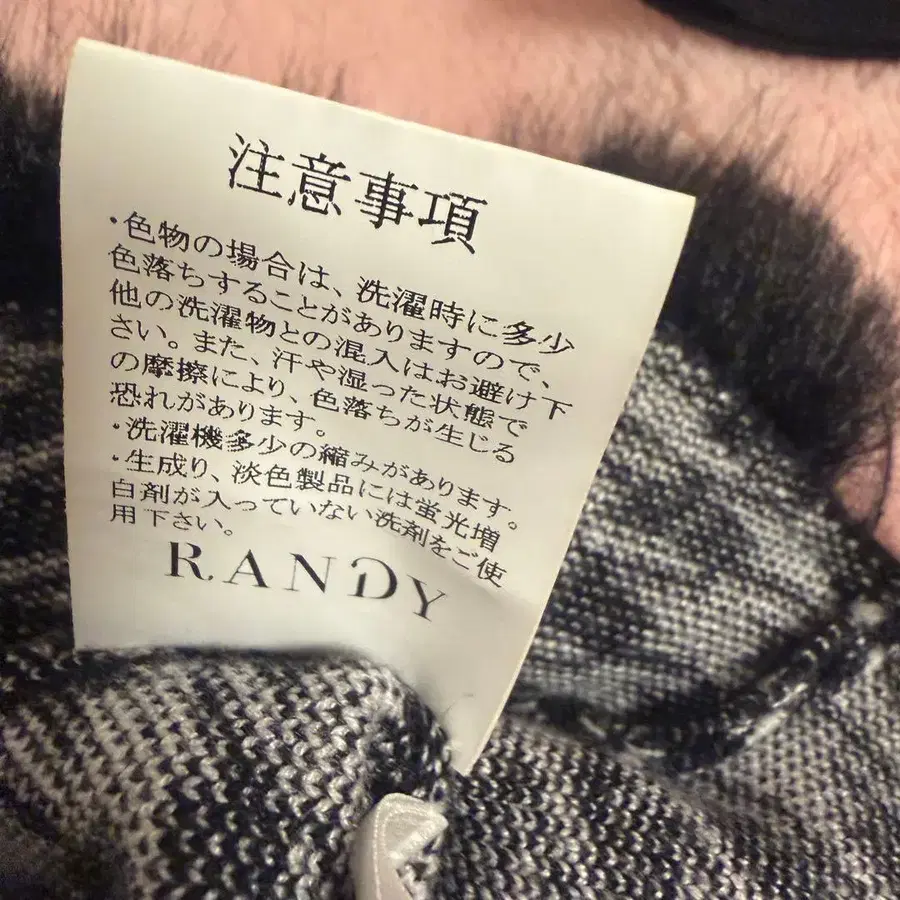 注意事項
・色物の場合は、洗濯時に多少
色落ちすることがありますので、
他の洗濯物との混入はお避け下
さい。また、汗や湿った状態で
の摩擦により、色落ちが生じる
恐れがあります。
・洗濯機多少の縮みがあります。
・生成り、淡色製品には蛍光増
白剤が入っていない洗剤をご使
用下さい。
RANDY